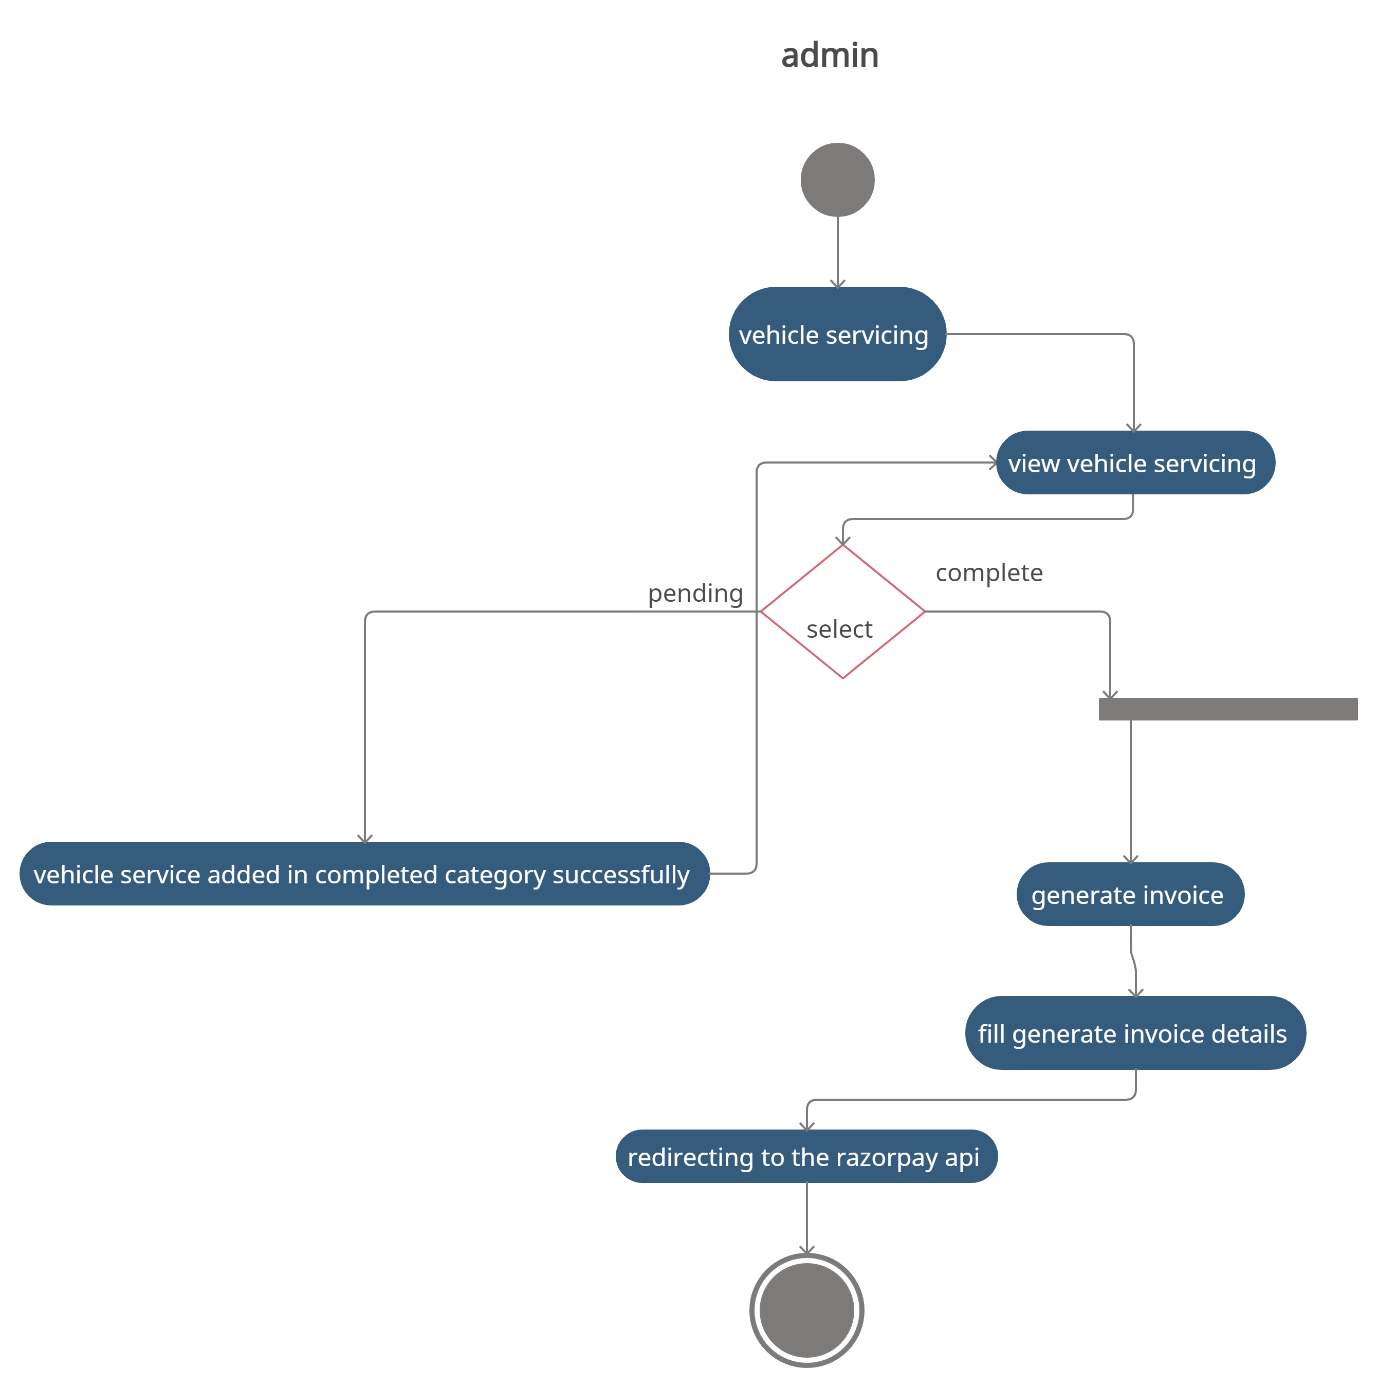 admin
vehicle servicing
view vehicle servicing
complete
pending
select
vehicle service added in completed category successfully
generate invoice
fill generate invoice details
redirecting to the razorpay api